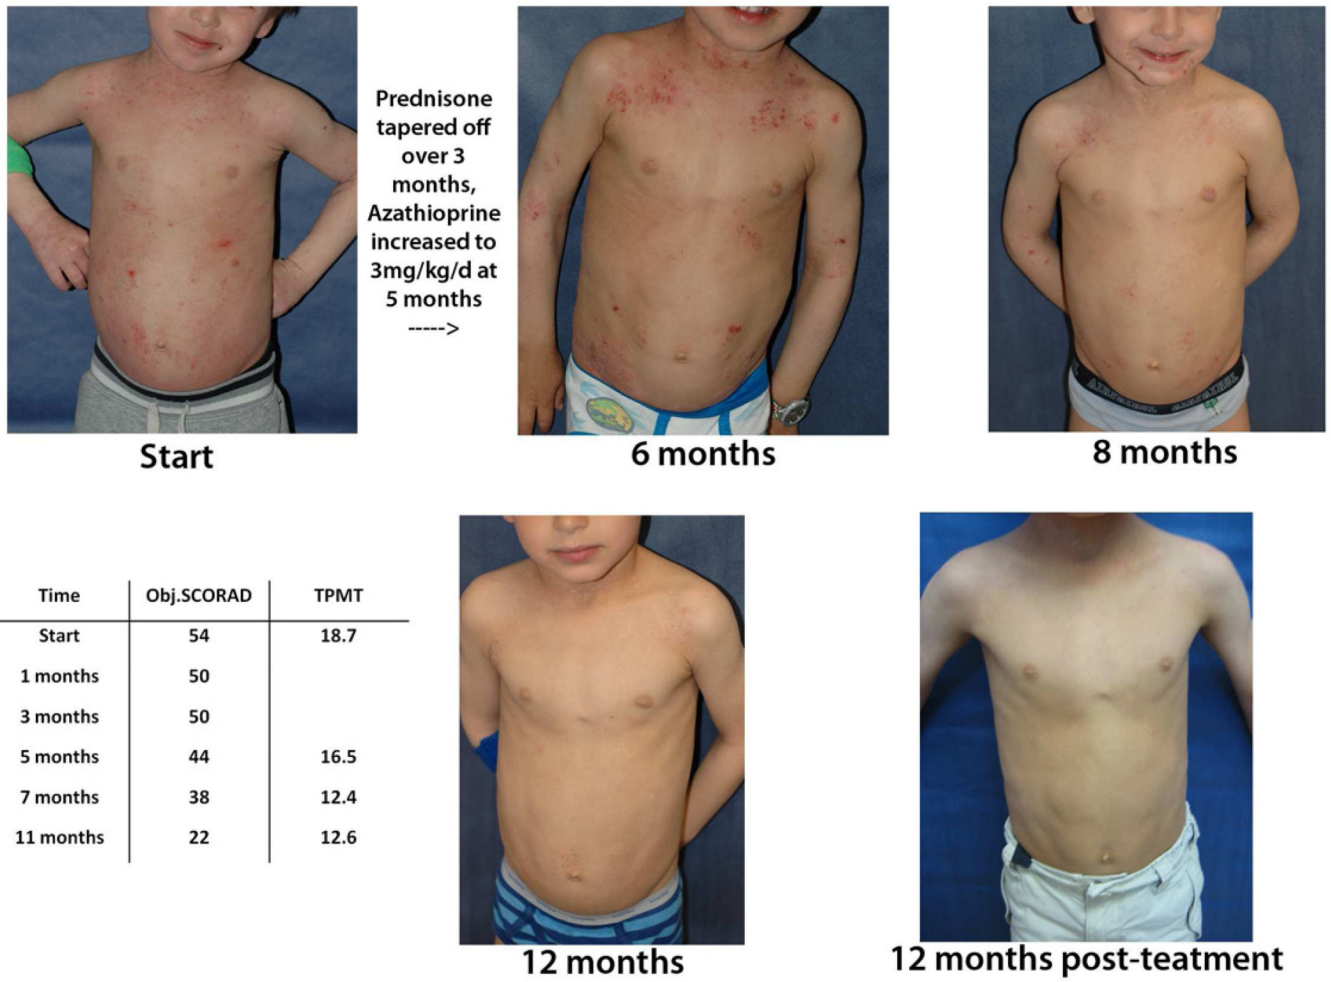 Prednisone
tapered off
over 3
months,
Azathioprine
increased to
3mg/kg/d at
5 months
----->
Start
6 months
8 months
Time Obj.SCORAD TPMT
Start 54 18.7
1 months 50
3 months 50
5 months 44 16.5
7 months 38 12.4
11 months 22 12.6
12 months
12 months post-teatment